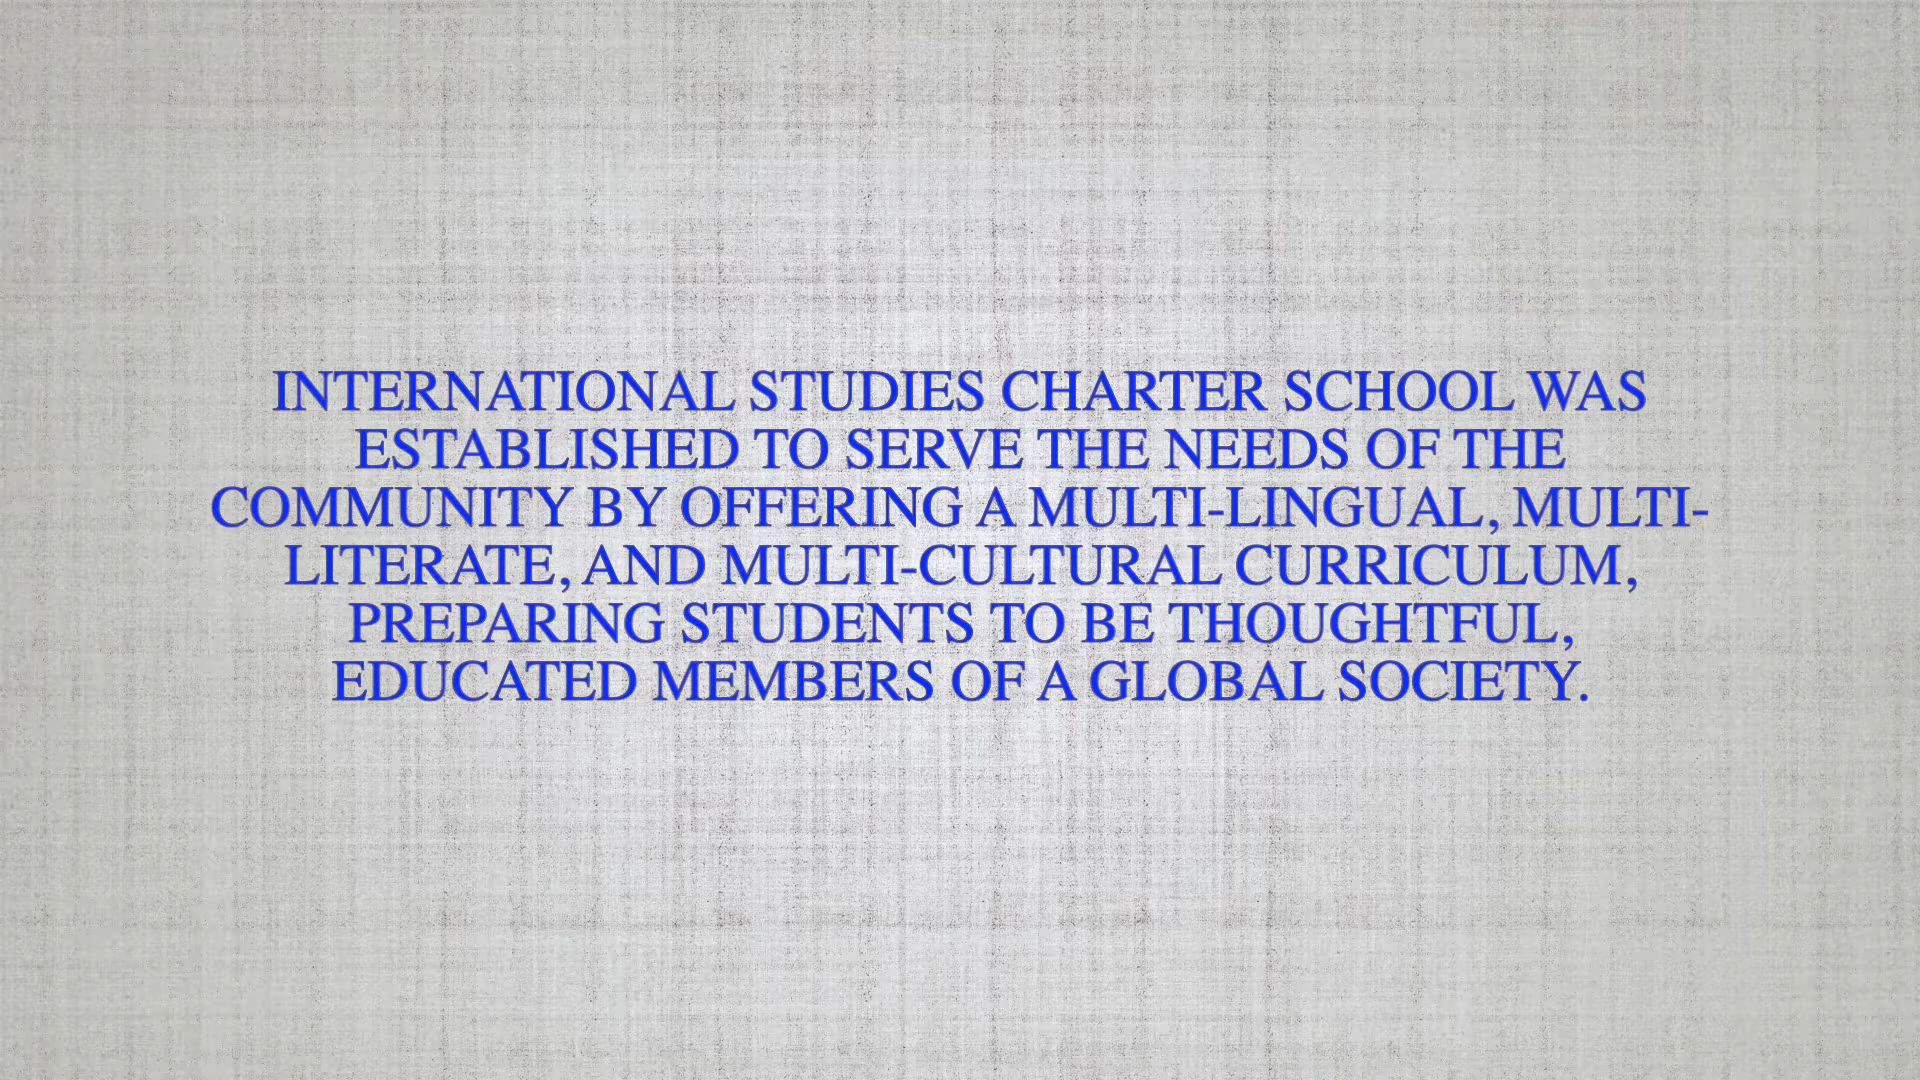 INTERNATIONAL STUDIES CHARTER SCHOOL WAS
ESTABLISHED TO SERVE THE NEEDS OF THE
COMMUNITY BY OFFERING A MULTI-LINGUAL, MULTI-
LITERATE, AND MULTI-CULTURAL CURRICULUM,
PREPARING STUDENTS TO BE THOUGHTFUL,
EDUCATED MEMBERS OF A GLOBAL SOCIETY.